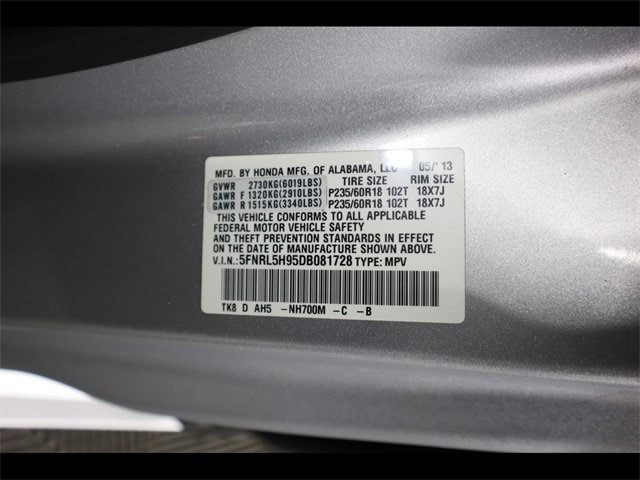 MFD. BY HONDA MFG. OF ALABAMA, LLC 05/'13
GVWR 2730KG(6019LBS) TIRE SIZE RIM SIZE
GAWR F 1320KG(2910LBS) P235/60R18 102T 18X7J
GAWR R 1515KG(3340LBS) P235/60R18 102T 18X7J
THIS VEHICLE CONFORMS TO ALL APPLICABLE
FEDERAL MOTOR VEHICLE SAFETY
AND THEFT PREVENTION STANDARDS IN EFFECT
ON THE DATE OF MANUFACTURE SHOWN ABOVE.
V.I.N.: 5FNRL5H95DB081728 TYPE: MPV
TK8 D AH5 -NH700M -C -B